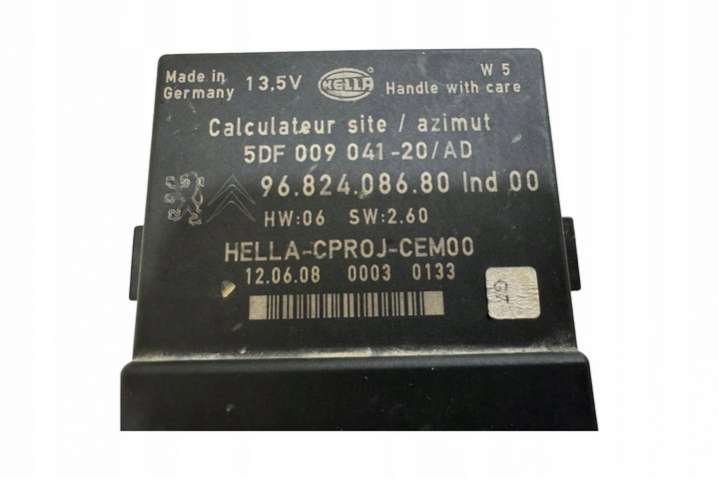 Made in Germany 13,5V HELLA W 5
Handle with care
Calculateur site / azimut
5DF 009 041-20/AD
96.824.086.80 Ind 00
HW:06 SW:2.60
HELLA-CPROJ-CEM00
12.06.08 0003 0133
G7